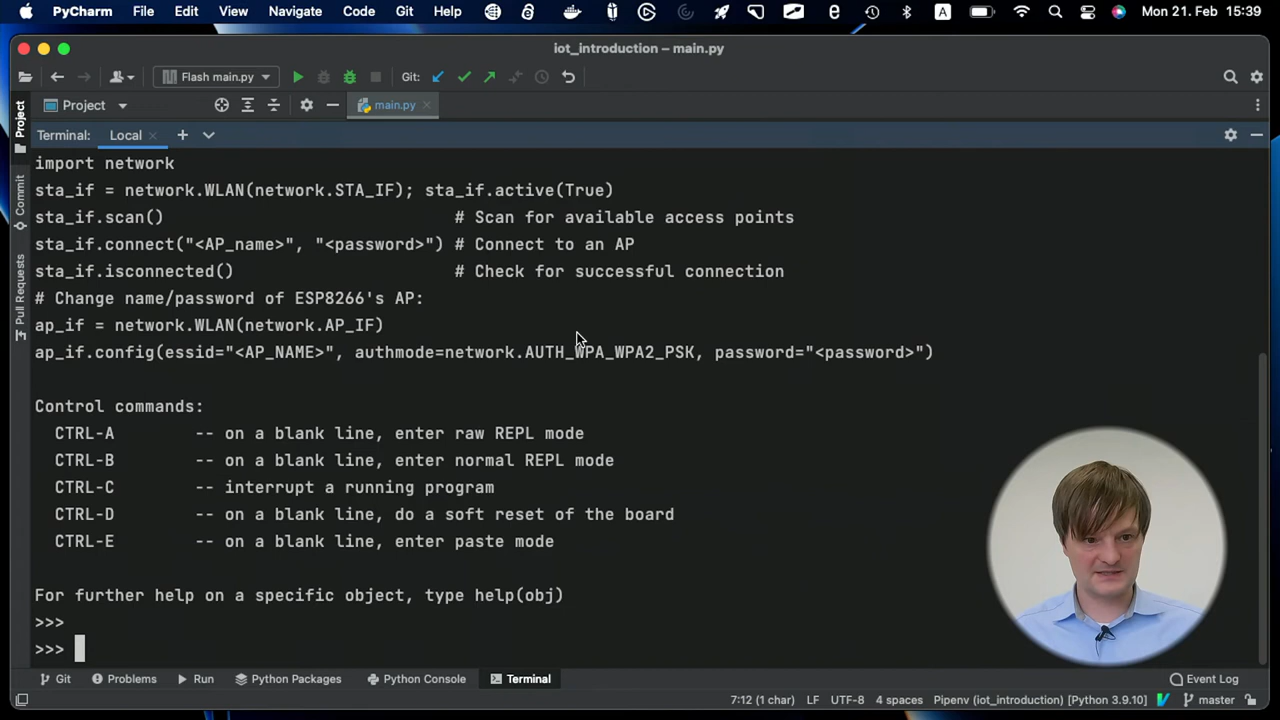 PyCharm File Edit View Navigate Code Git Help A Mon 21. Feb 15:39
iot_introduction – main.py
Flash main.py Git:
Project main.py
Terminal: Local
import network
sta_if = network.WLAN(network.STA_IF); sta_if.active(True)
sta_if.scan() # Scan for available access points
sta_if.connect("<AP_name>", "<password>") # Connect to an AP
sta_if.isconnected() # Check for successful connection
# Change name/password of ESP8266's AP:
ap_if = network.WLAN(network.AP_IF)
ap_if.config(essid="<AP_NAME>", authmode=network.AUTH_WPA_WPA2_PSK, password="<password>")
Control commands:
CTRL-A -- on a blank line, enter raw REPL mode
CTRL-B -- on a blank line, enter normal REPL mode
CTRL-C -- interrupt a running program
CTRL-D -- on a blank line, do a soft reset of the board
CTRL-E -- on a blank line, enter paste mode
For further help on a specific object, type help(obj)
>>>
>>>
Project
Commit
Pull Requests
Git Problems Run Python Packages Python Console Terminal Event Log
7:12 (1 char) LF UTF-8 4 spaces Pipenv (iot_introduction) [Python 3.9.10] master